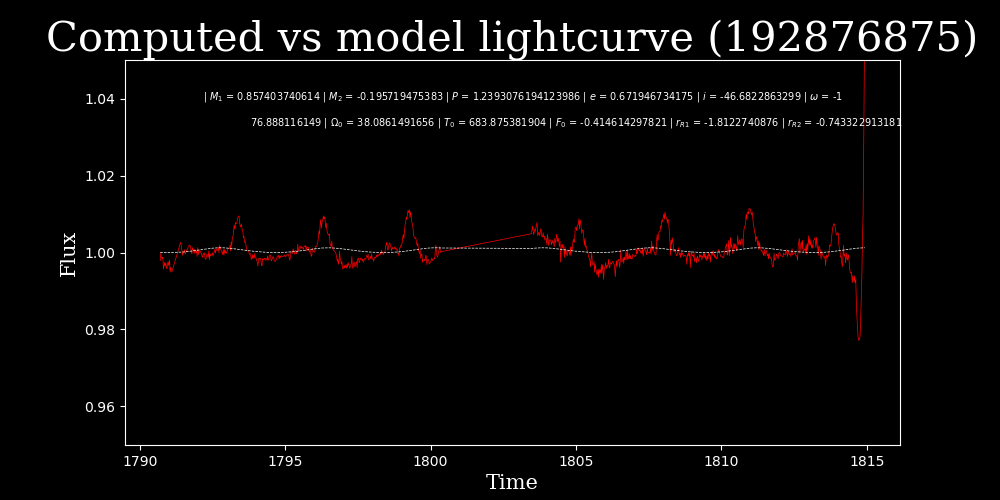 Computed vs model lightcurve (192876875)
| M₁ = 0.857403740614 | M₂ = -0.195719475383 | P = 1.2393076194123986 | e = 0.671946734175 | i = -46.6822863299 | ω = -1
76.888116149 | Ω₀ = 38.0861491656 | T₀ = 683.875381904 | F₀ = -0.414614297821 | r_R1 = -1.8122740876 | r_R2 = -0.743322913181
1.04
1.02
1.00
0.98
0.96
Flux
1790 1795 1800 1805 1810 1815
Time